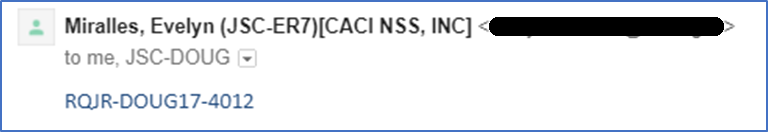 Miralles, Evelyn (JSC-ER7)[CACI NSS, INC] < >
to me, JSC-DOUG
RQJR-DOUG17-4012